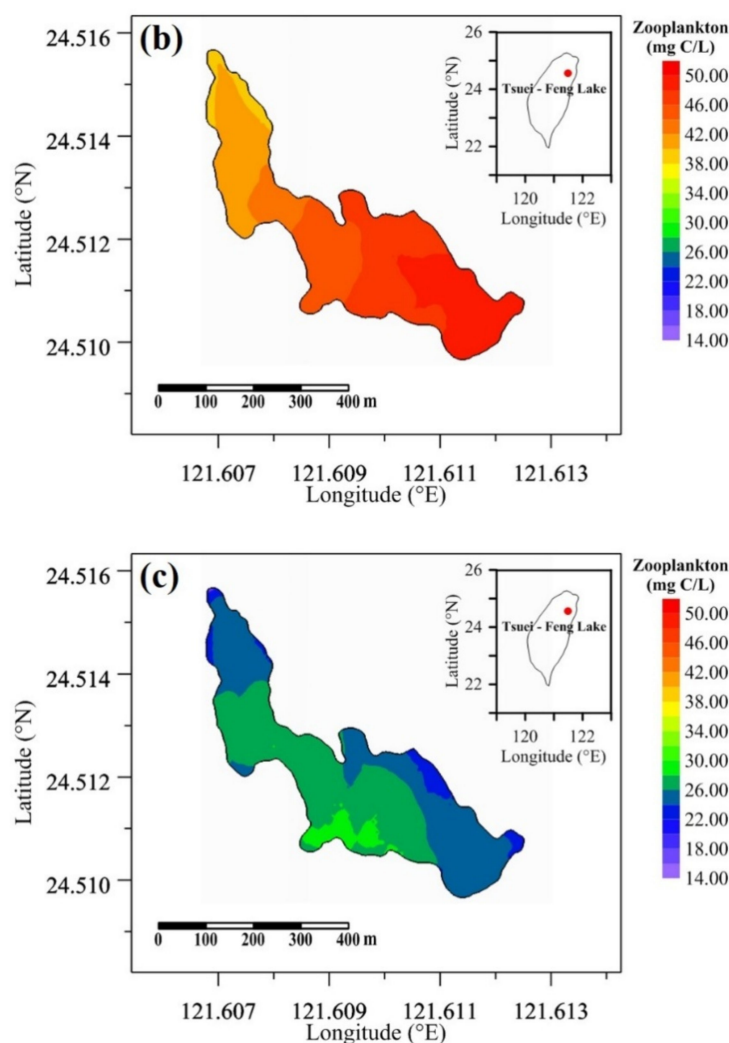 (b)
24.516
24.514
24.512
24.510
Latitude (°N)
0 100 200 300 400 m
121.607 121.609 121.611 121.613
Longitude (°E)
26
24
22
Latitude (°N)
Tsuei - Feng Lake
120 122
Longitude (°E)
Zooplankton
(mg C/L)
50.00
46.00
42.00
38.00
34.00
30.00
26.00
22.00
18.00
14.00
(c)
24.516
24.514
24.512
24.510
Latitude (°N)
0 100 200 300 400 m
121.607 121.609 121.611 121.613
Longitude (°E)
26
24
22
Latitude (°N)
Tsuei - Feng Lake
120 122
Longitude (°E)
Zooplankton
(mg C/L)
50.00
46.00
42.00
38.00
34.00
30.00
26.00
22.00
18.00
14.00